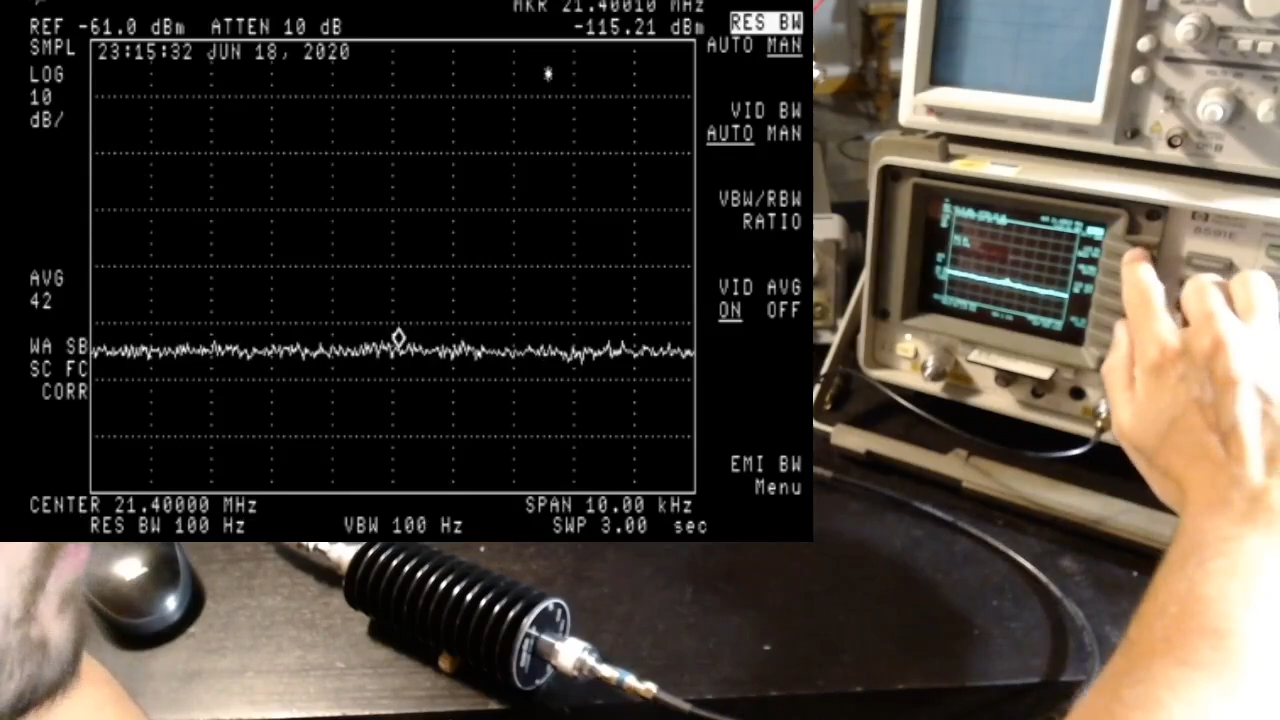 MKR 21.40010 MHz
REF -61.0 dBm ATTEN 10 dB -115.21 dBm
SMPL
LOG
10
dB/
23:15:32 JUN 18, 2020
AVG
42
WA SB
SC FC
CORR
RES BW
AUTO MAN
VID BW
AUTO MAN
VBW/RBW
RATIO
VID AVG
ON OFF
EMI BW
Menu
CENTER 21.40000 MHz SPAN 10.00 kHz
RES BW 100 Hz VBW 100 Hz SWP 3.00 sec
8591E